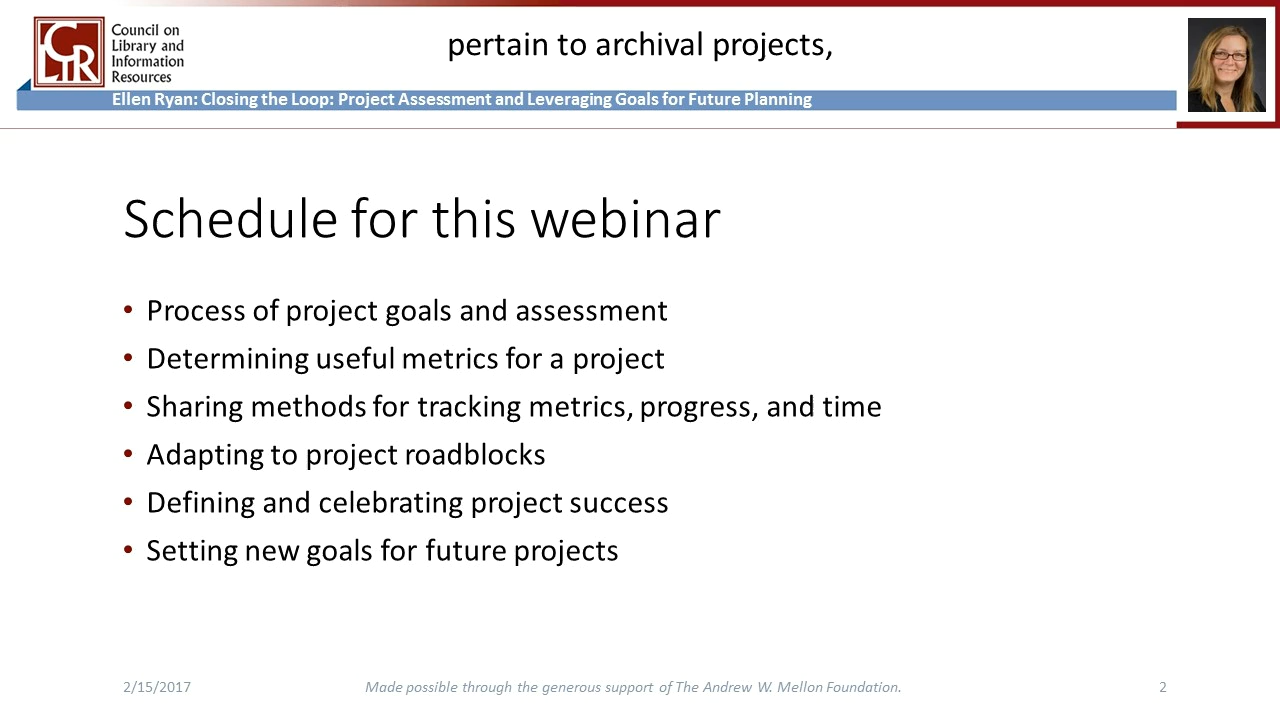 CLIR
Council on
Library and
Information
Resources
pertain to archival projects,
Ellen Ryan: Closing the Loop: Project Assessment and Leveraging Goals for Future Planning
Schedule for this webinar
• Process of project goals and assessment
• Determining useful metrics for a project
• Sharing methods for tracking metrics, progress, and time
• Adapting to project roadblocks
• Defining and celebrating project success
• Setting new goals for future projects
2/15/2017
Made possible through the generous support of The Andrew W. Mellon Foundation.
2